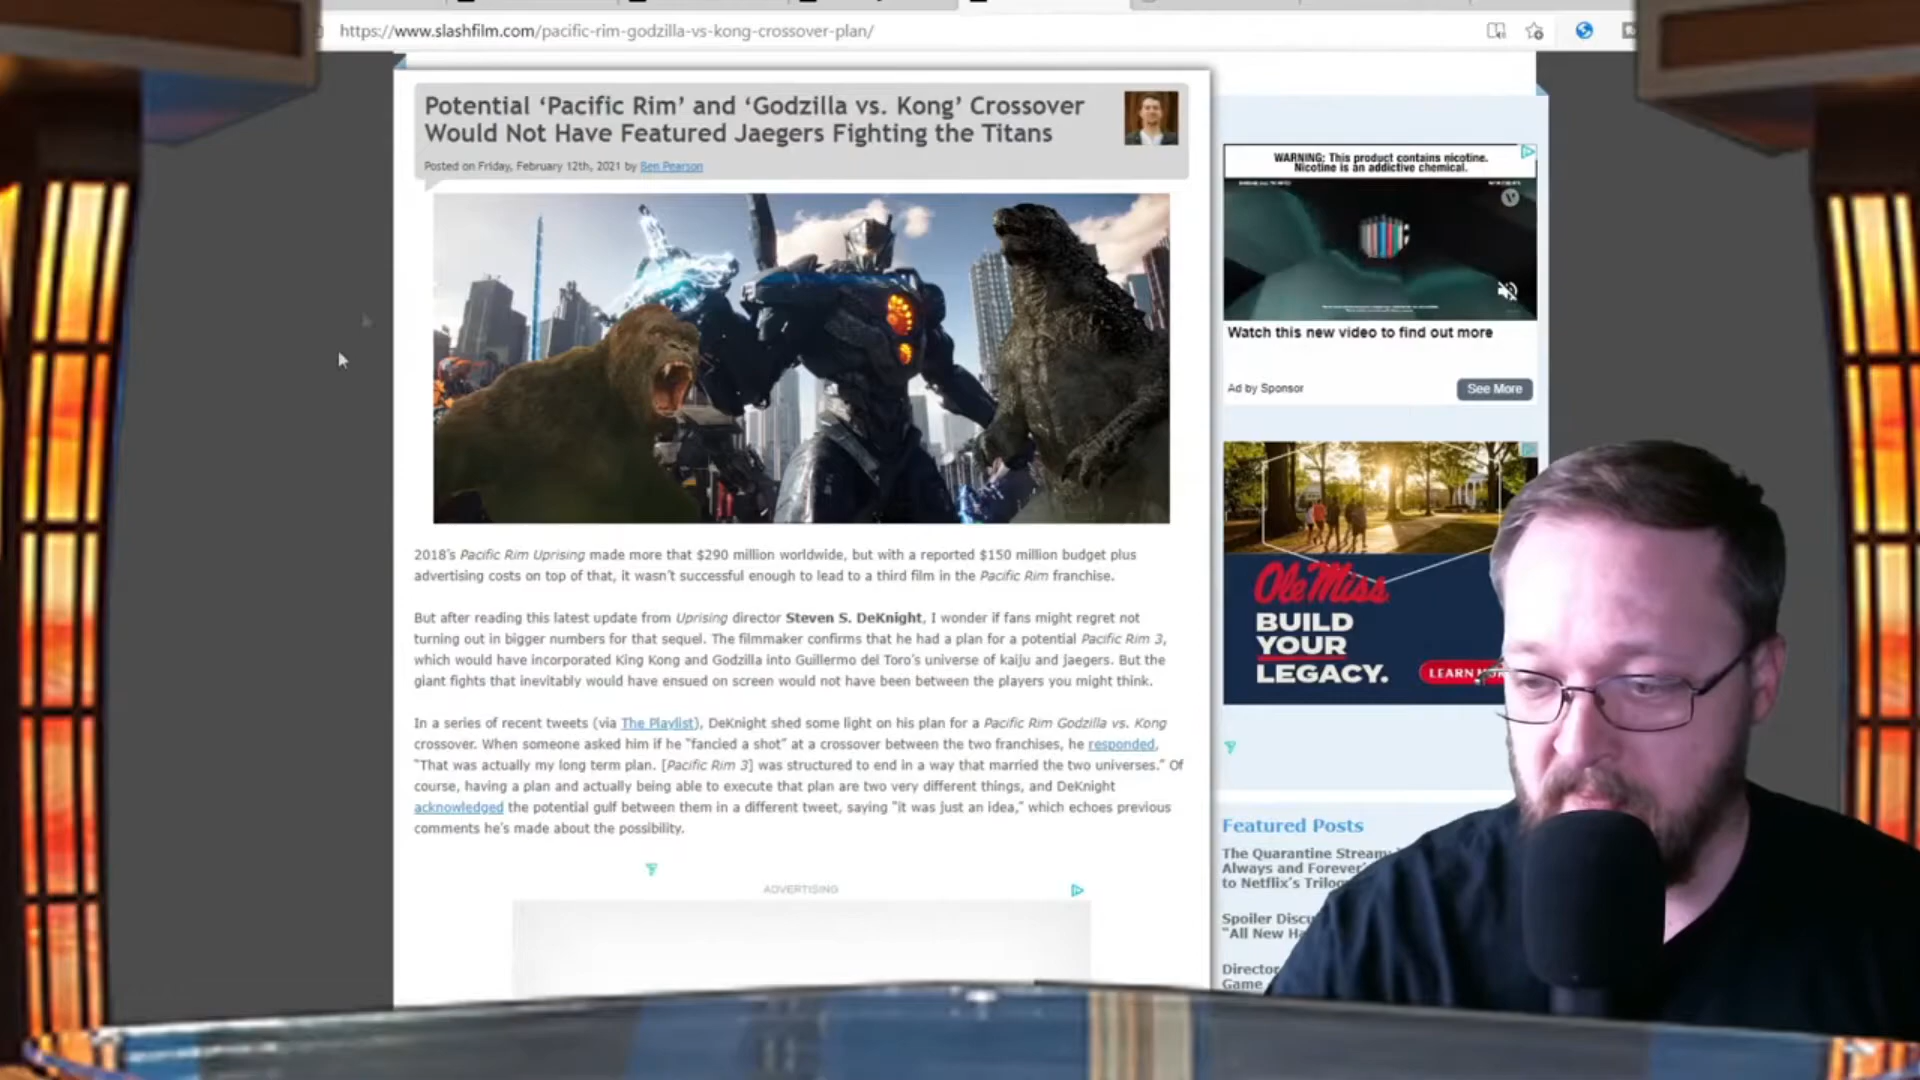 https://www.slashfilm.com/pacific-rim-godzilla-vs-kong-crossover-plan/
Potential ‘Pacific Rim’ and ‘Godzilla vs. Kong’ Crossover
Would Not Have Featured Jaegers Fighting the Titans
Posted on Friday, February 12th, 2021 by Ben Pearson
2018’s Pacific Rim Uprising made more that $290 million worldwide, but with a reported $150 million budget plus
advertising costs on top of that, it wasn’t successful enough to lead to a third film in the Pacific Rim franchise.
But after reading this latest update from Uprising director Steven S. DeKnight, I wonder if fans might regret not
turning out in bigger numbers for that sequel. The filmmaker confirms that he had a plan for a potential Pacific Rim 3,
which would have incorporated King Kong and Godzilla into Guillermo del Toro’s universe of kaiju and jaegers. But the
giant fights that inevitably would have ensued on screen would not have been between the players you might think.
In a series of recent tweets (via The Playlist), DeKnight shed some light on his plan for a Pacific Rim Godzilla vs. Kong
crossover. When someone asked him if he “fancied a shot” at a crossover between the two franchises, he responded,
“That was actually my long term plan. [Pacific Rim 3] was structured to end in a way that married the two universes.” Of
course, having a plan and actually being able to execute that plan are two very different things, and DeKnight
acknowledged the potential gulf between them in a different tweet, saying “it was just an idea,” which echoes previous
comments he’s made about the possibility.
ADVERTISING
WARNING: This product contains nicotine.
Nicotine is an addictive chemical.
Watch this new video to find out more
Ad by Sponsor
See More
Ole Miss
BUILD
YOUR
LEGACY.
LEARN
Featured Posts
The Quarantine Stream:
Always and Forever’
to Netflix’s
Spoiler
“All New
Director
Game